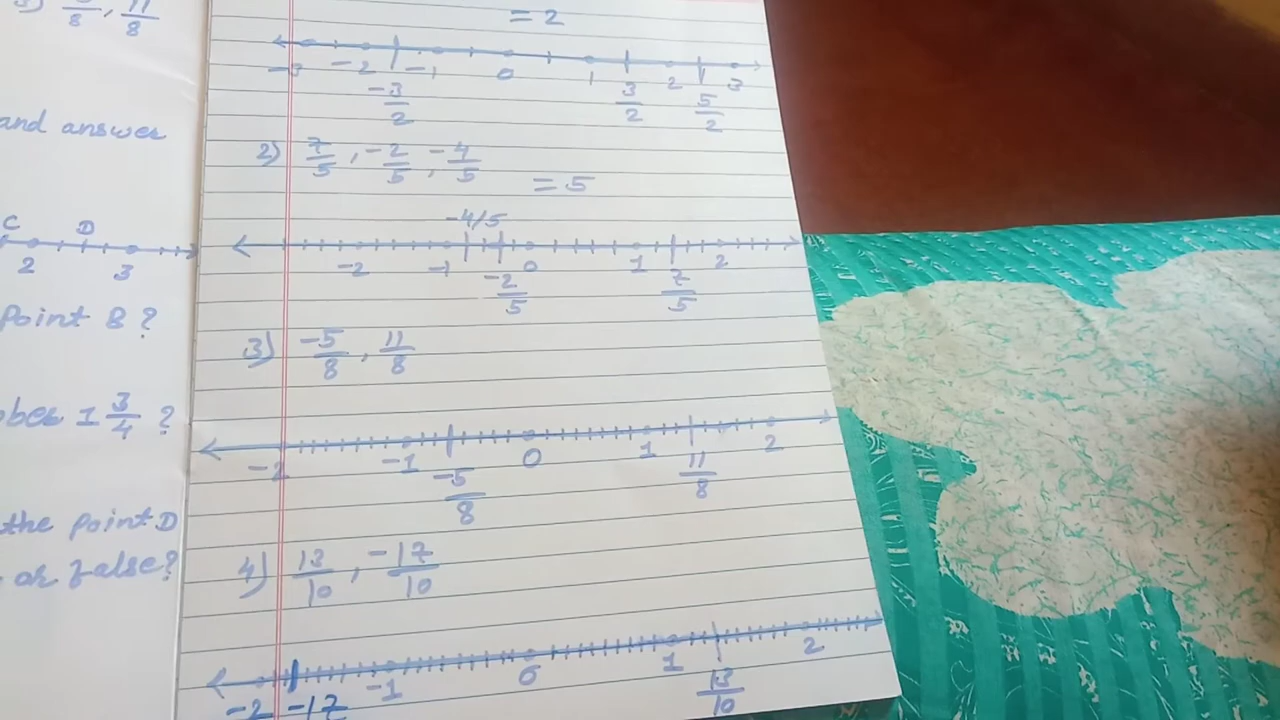 8, 11/8
and answer
C D
2 3
Point B?
1 3/4 ?
the point D
or false?
= 2
-2 -1 0 1 2 3
-3/2 3/2 5/2
2) 7/5, -2/5, -4/5
= 5
-4/5
-2 -1 0 1 2
-2/5 7/5
3) -5/8, 11/8
-2 -1 0 1 2
-5/8 11/8
4) 13/10, -17/10
-2 -17 -1 0 1 2
13/10